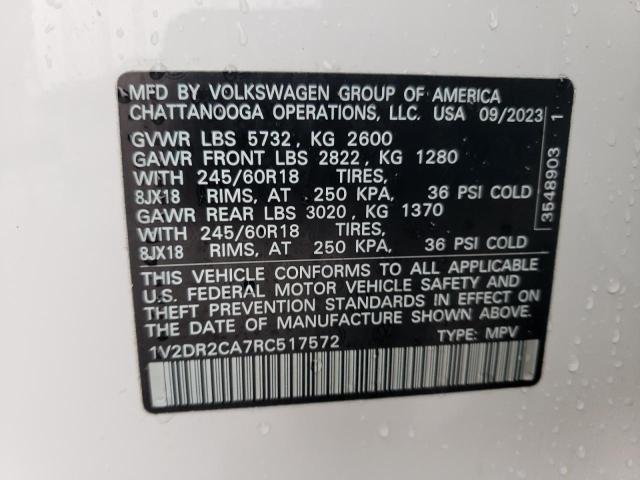 MFD BY VOLKSWAGEN GROUP OF AMERICA
CHATTANOOGA OPERATIONS, LLC. USA 09/2023
GVWR LBS 5732, KG 2600
GAWR FRONT LBS 2822, KG 1280
WITH 245/60R18 TIRES,
8JX18 RIMS, AT 250 KPA, 36 PSI COLD
GAWR REAR LBS 3020, KG 1370
WITH 245/60R18 TIRES,
8JX18 RIMS, AT 250 KPA, 36 PSI COLD
THIS VEHICLE CONFORMS TO ALL APPLICABLE
U.S. FEDERAL MOTOR VEHICLE SAFETY AND
THEFT PREVENTION STANDARDS IN EFFECT ON
THE DATE OF MANUFACTURE SHOWN ABOVE.
1V2DR2CA7RC517572 TYPE: MPV
3548903 1